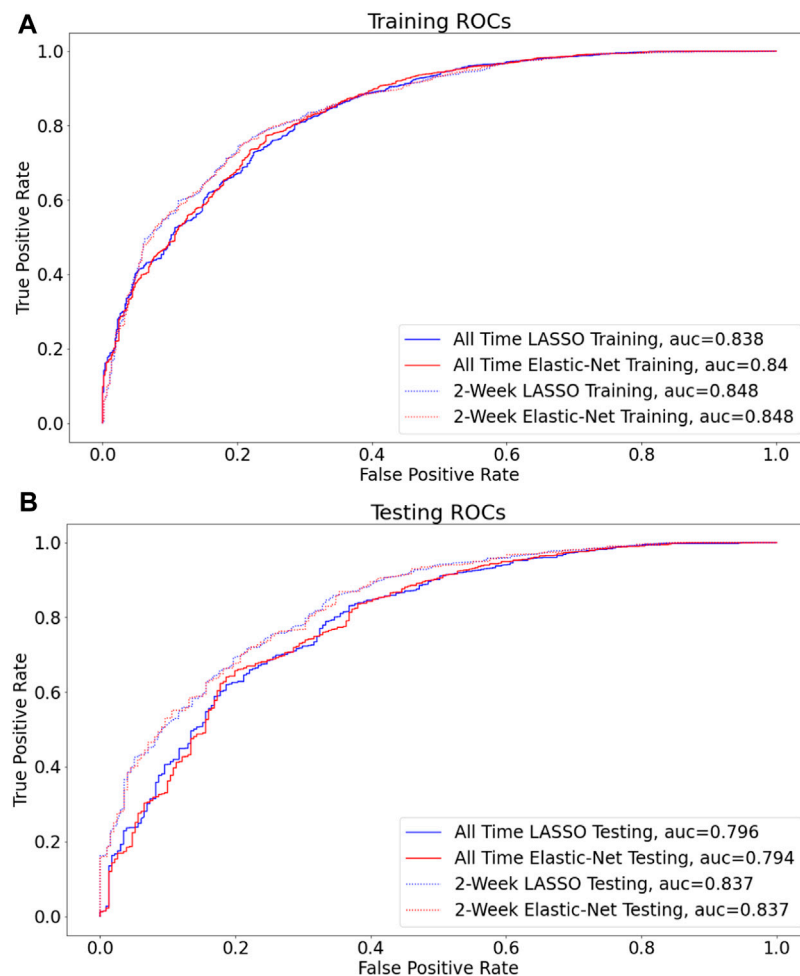 A
Training ROCs
1.0
0.8
0.6
0.4
0.2
0.0
True Positive Rate
All Time LASSO Training, auc=0.838
All Time Elastic-Net Training, auc=0.84
2-Week LASSO Training, auc=0.848
2-Week Elastic-Net Training, auc=0.848
0.0 0.2 0.4 0.6 0.8 1.0
False Positive Rate
B
Testing ROCs
1.0
0.8
0.6
0.4
0.2
0.0
True Positive Rate
All Time LASSO Testing, auc=0.796
All Time Elastic-Net Testing, auc=0.794
2-Week LASSO Testing, auc=0.837
2-Week Elastic-Net Testing, auc=0.837
0.0 0.2 0.4 0.6 0.8 1.0
False Positive Rate